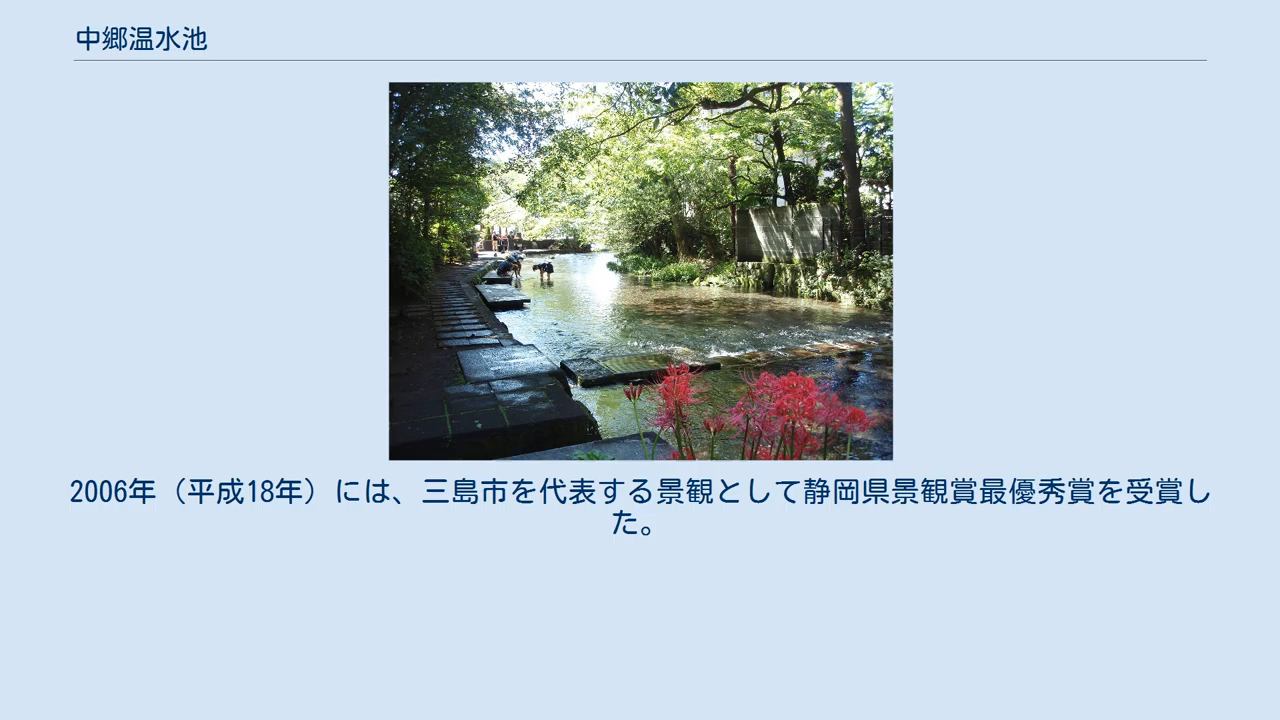 中郷温水池
2006年（平成18年）には、三島市を代表する景観として静岡県景観賞最優秀賞を受賞し
た。